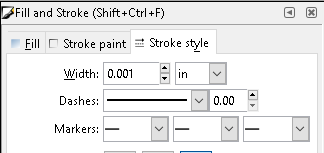 Fill and Stroke (Shift+Ctrl+F)
Fill Stroke paint Stroke style
Width: 0.001 in
Dashes: 0.00
Markers: